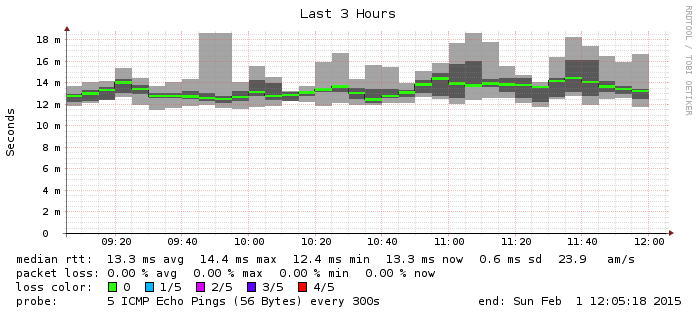 Last 3 Hours
RRDTOOL / TOBI OETIKER
Seconds
18 m
16 m
14 m
12 m
10 m
8 m
6 m
4 m
2 m
0
09:20 09:40 10:00 10:20 10:40 11:00 11:20 11:40 12:00
median rtt: 13.3 ms avg 14.4 ms max 12.4 ms min 13.3 ms now 0.6 ms sd 23.9 am/s
packet loss: 0.00 % avg 0.00 % max 0.00 % min 0.00 % now
loss color: 0 1/5 2/5 3/5 4/5
probe: 5 ICMP Echo Pings (56 Bytes) every 300s end: Sun Feb 1 12:05:18 2015